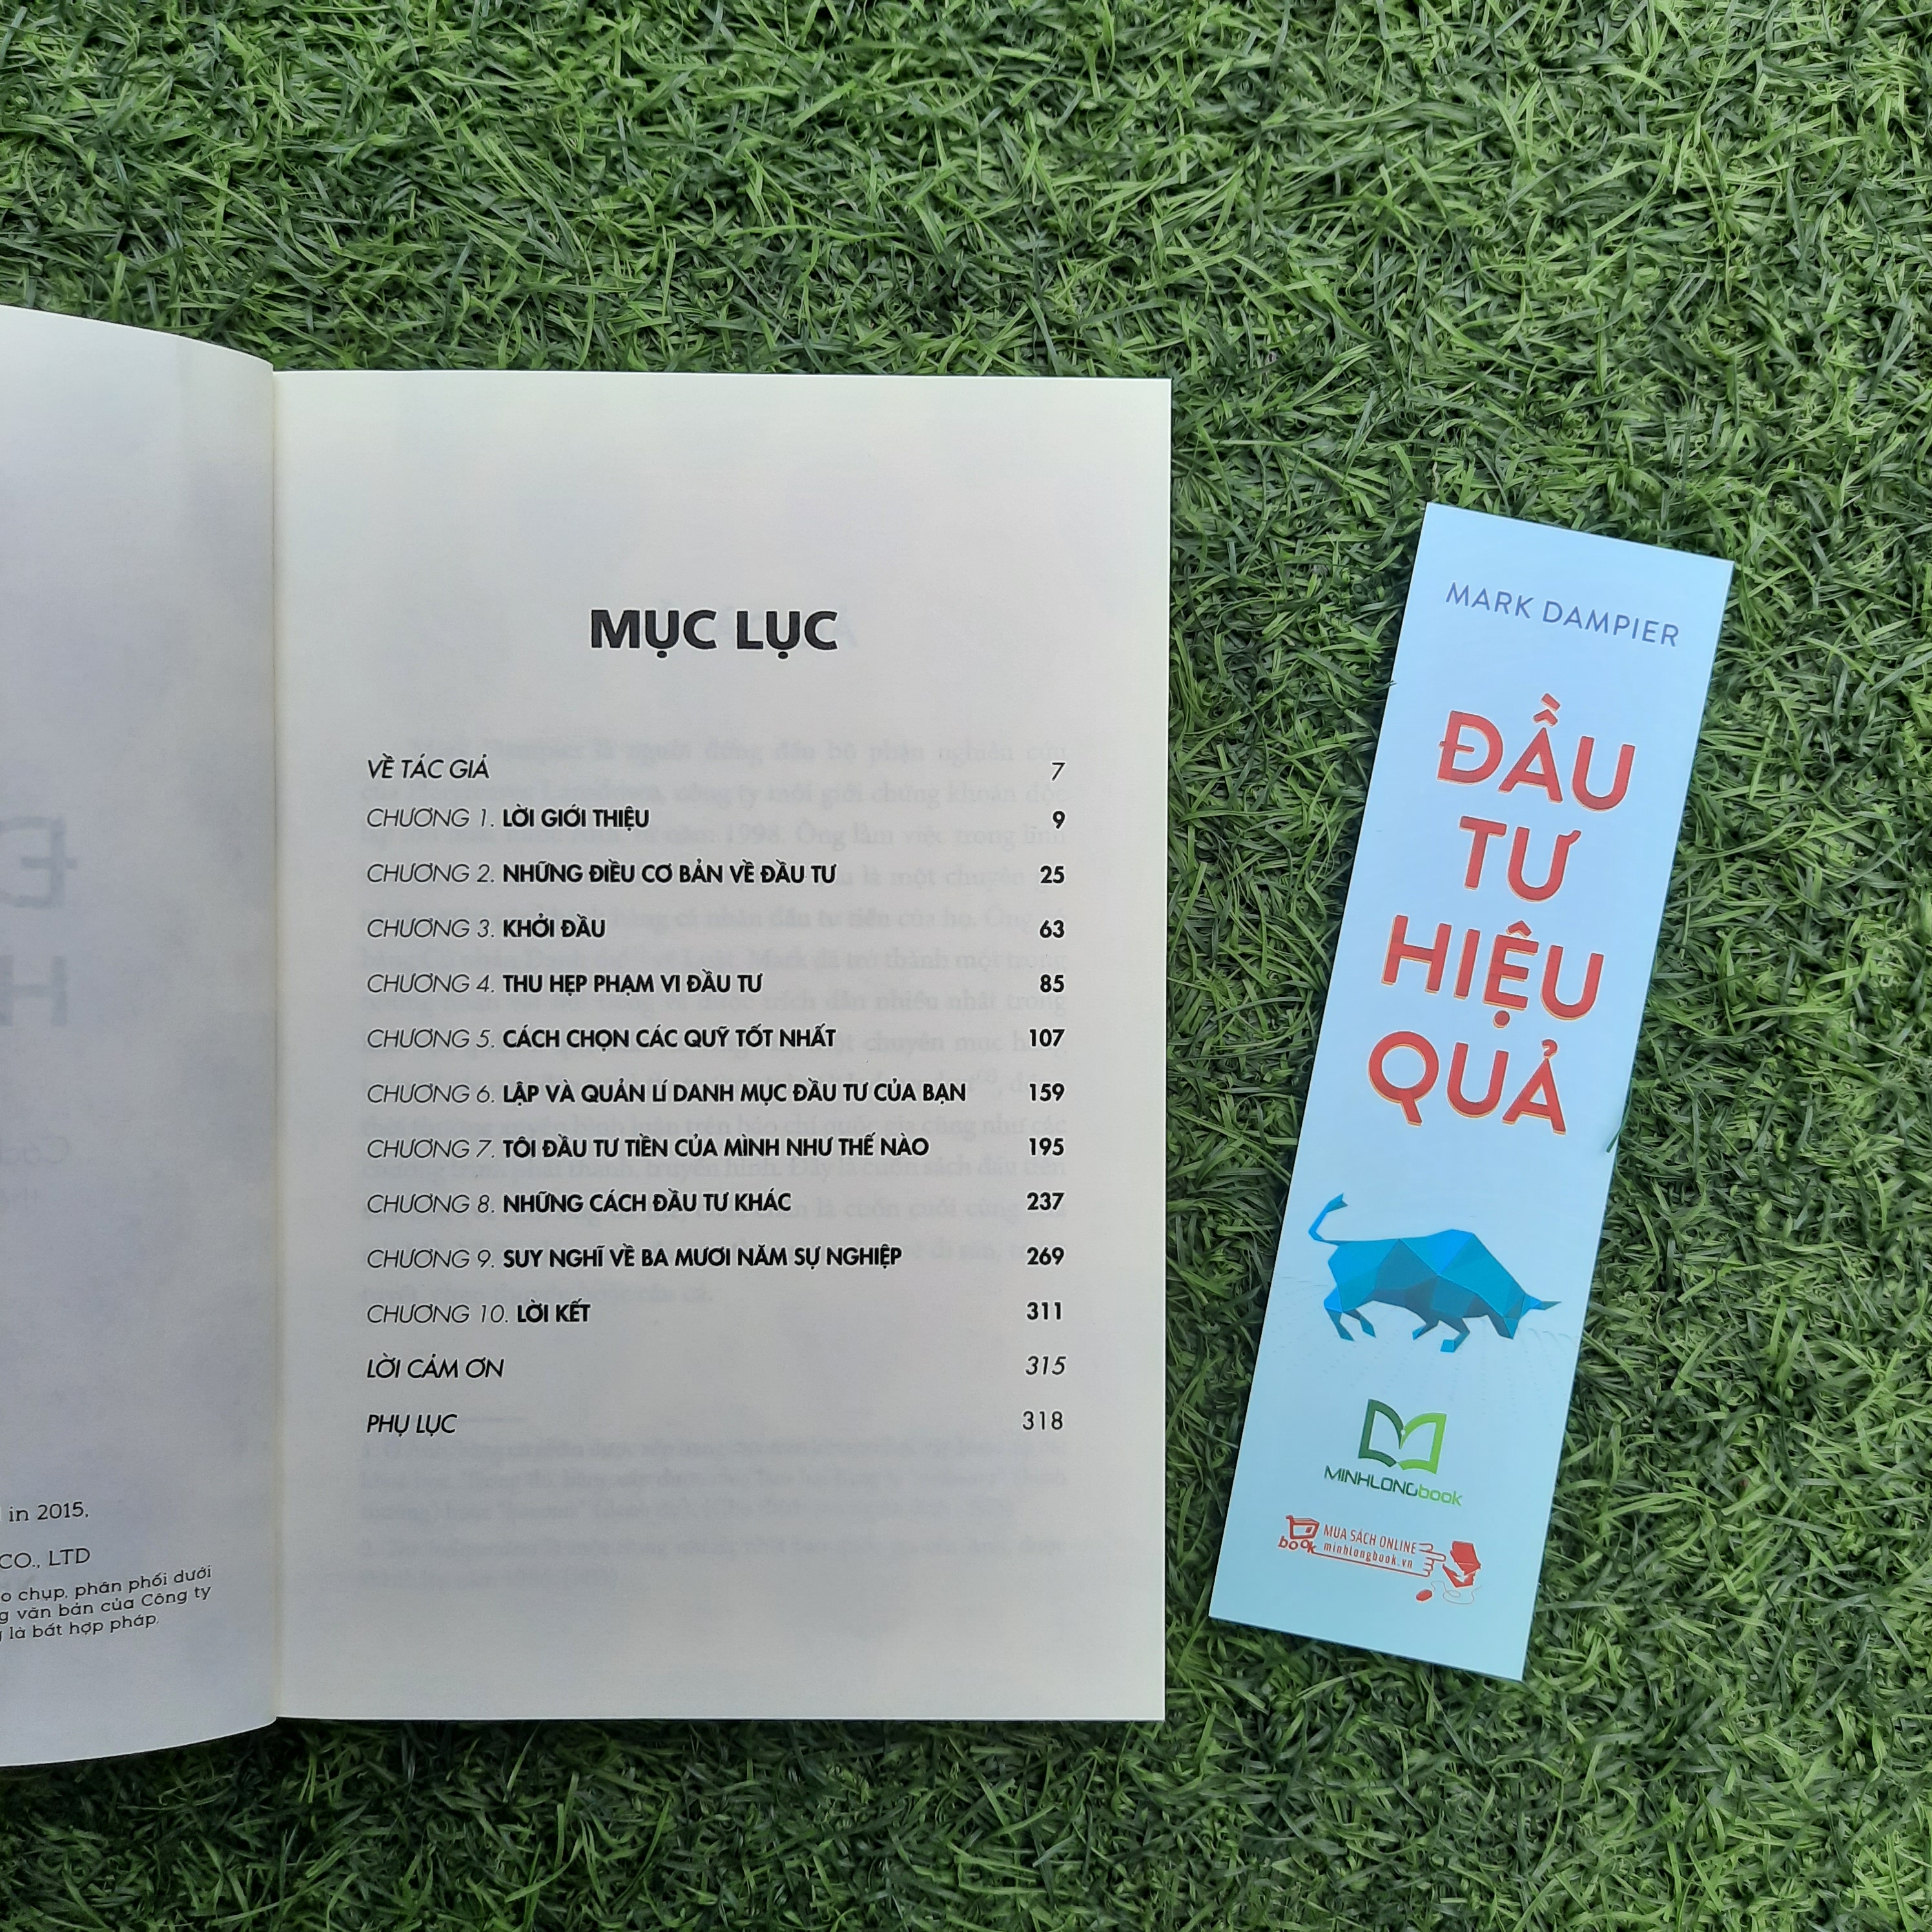 in 2015,
CO., LTD
o chụp, phân phối dưới
g văn bản của Công ty
là bất hợp pháp.
MỤC LỤC
VỀ TÁC GIẢ 7
CHƯƠNG 1. LỜI GIỚI THIỆU 9
CHƯƠNG 2. NHỮNG ĐIỀU CƠ BẢN VỀ ĐẦU TƯ 25
CHƯƠNG 3. KHỞI ĐẦU 63
CHƯƠNG 4. THU HẸP PHẠM VI ĐẦU TƯ 85
CHƯƠNG 5. CÁCH CHỌN CÁC QUỸ TỐT NHẤT 107
CHƯƠNG 6. LẬP VÀ QUẢN LÍ DANH MỤC ĐẦU TƯ CỦA BẠN 159
CHƯƠNG 7. TÔI ĐẦU TƯ TIỀN CỦA MÌNH NHƯ THẾ NÀO 195
CHƯƠNG 8. NHỮNG CÁCH ĐẦU TƯ KHÁC 237
CHƯƠNG 9. SUY NGHĨ VỀ BA MƯƠI NĂM SỰ NGHIỆP 269
CHƯƠNG 10. LỜI KẾT 311
LỜI CẢM ƠN 315
PHỤ LỤC 318
MARK DAMPIER
ĐẦU
TƯ
HIỆU
QUẢ
MINHLONGbook
book
MUA SÁCH ONLINE
minhlongbook.vn